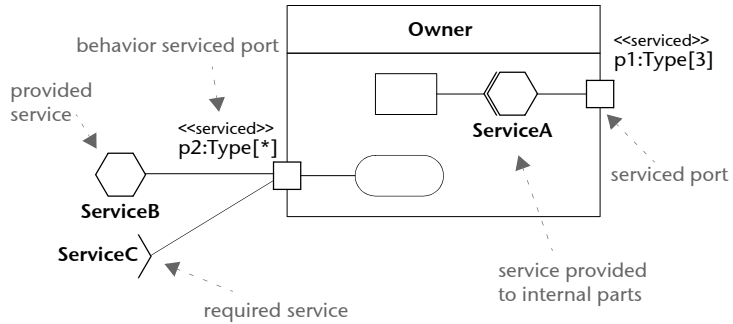 Owner
<<serviced>>
p1:Type[3]
behavior serviced port
provided
service
<<serviced>>
p2:Type[*]
ServiceA
serviced port
ServiceB
ServiceC
service provided
to internal parts
required service